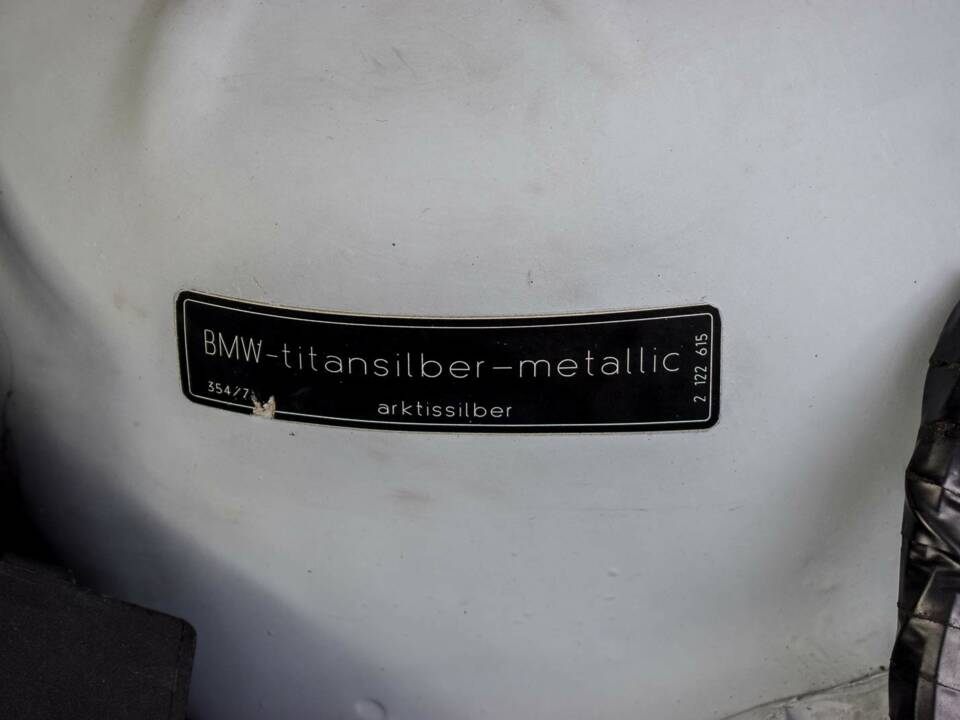 BMW-titansilber-metallic
354/7
arktissilber
2 122 615